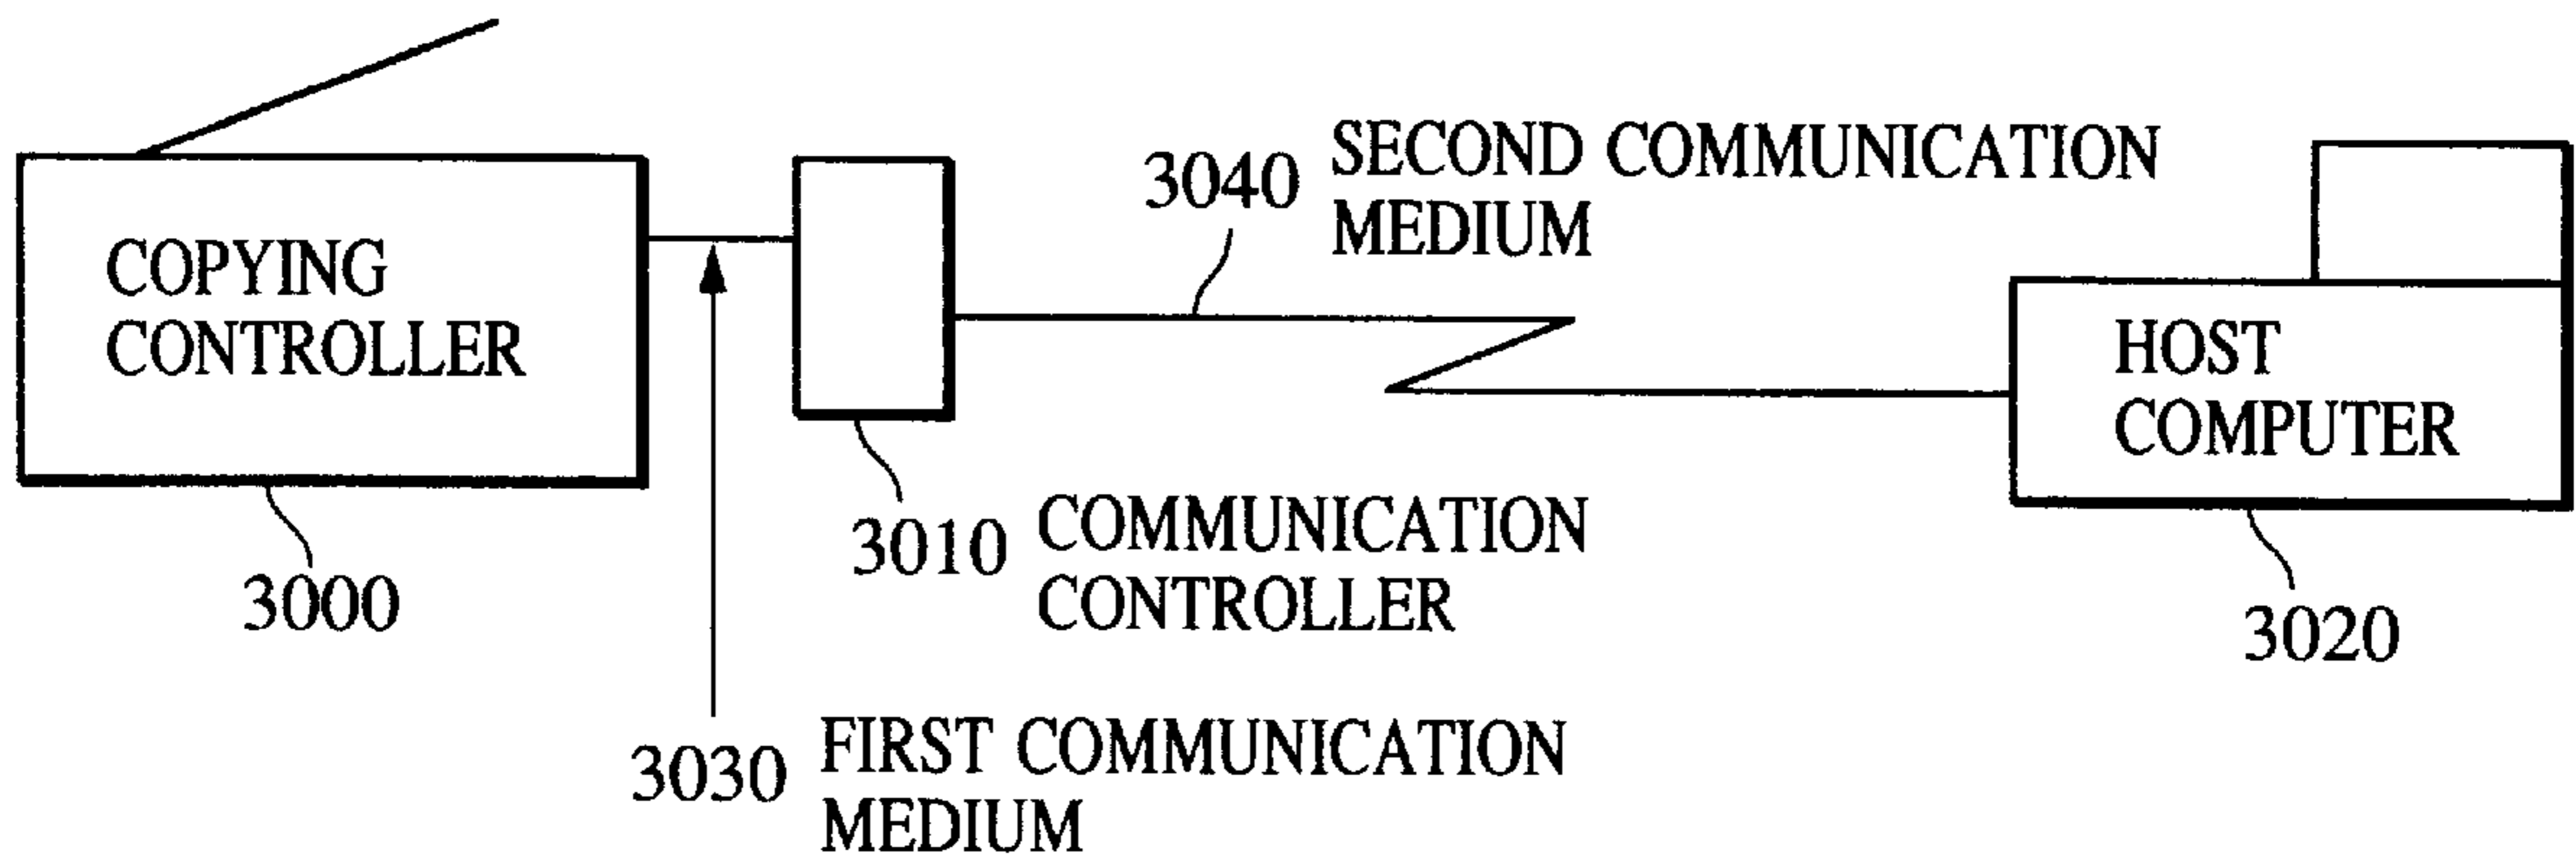 3040 SECOND COMMUNICATION
MEDIUM
COPYING
CONTROLLER
HOST
COMPUTER
3010 COMMUNICATION
CONTROLLER
3000
3020
3030 FIRST COMMUNICATION
MEDIUM